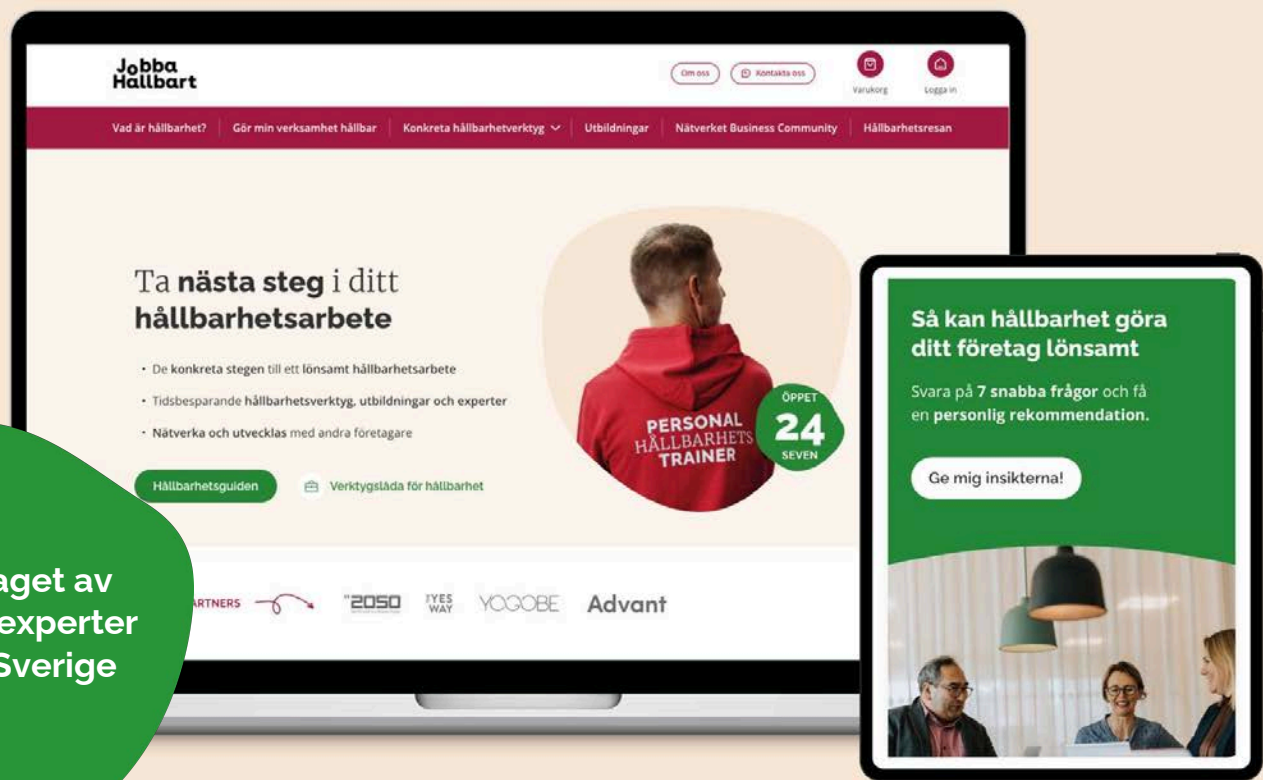 Jobba
Hållbart
Om oss
Kontakta oss
Varukorg
Logga in
Vad är hållbarhet?
Gör min verksamhet hållbar
Konkreta hållbarhetverktyg
Utbildningar
Nätverket Business Community
Hållbarhetsresan
Ta nästa steg i ditt
hållbarhetsarbete
• De konkreta stegen till ett lönsamt hållbarhetsarbete
• Tidsbesparande hållbarhetsverktyg, utbildningar och experter
• Nätverka och utvecklas med andra företagare
Hållbarhetsguiden
Verktygslåda för hållbarhet
PERSONAL
HÅLLBARHETS
TRAINER
ÖPPET
24
SEVEN
2050
YES
WAY
YOGOBE
Advant
aget av
experter
Sverige
Så kan hållbarhet göra
ditt företag lönsamt
Svara på 7 snabba frågor och få
en personlig rekommendation.
Ge mig insikterna!